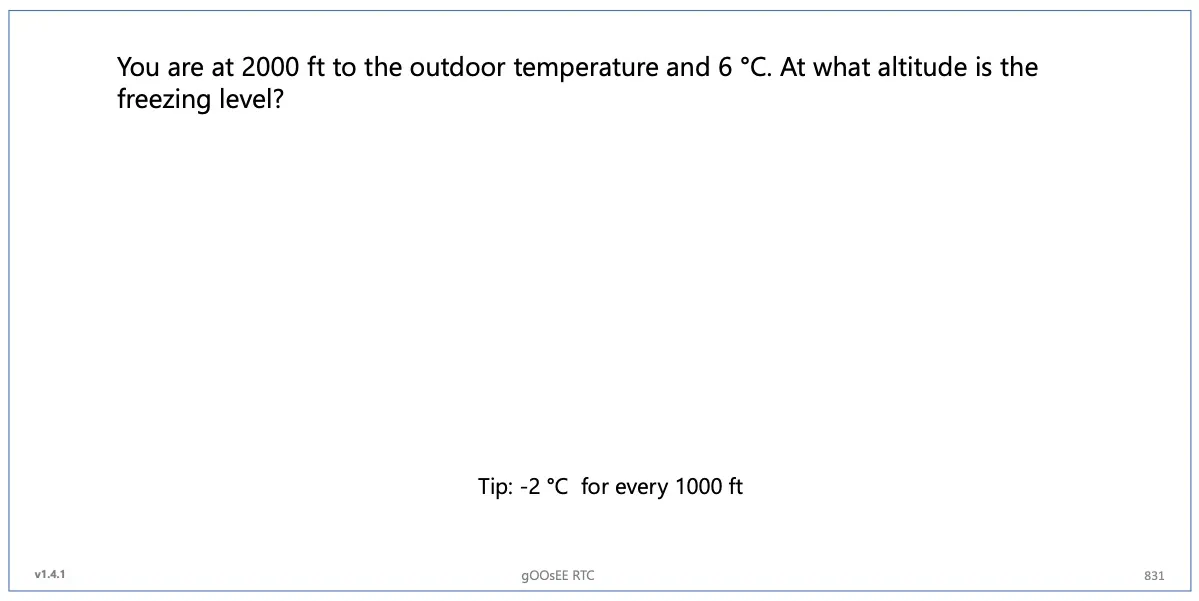 You are at 2000 ft to the outdoor temperature and 6 °C. At what altitude is the
freezing level?
Tip: -2 °C  for every 1000 ft
v1.4.1
gOOsEE RTC
831